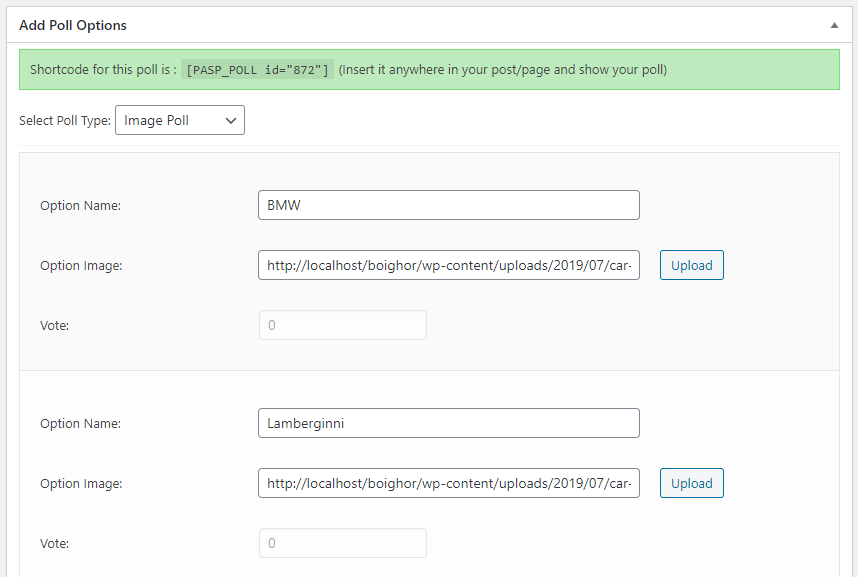 Add Poll Options
Shortcode for this poll is : [PASP_POLL id="872"] (Insert it anywhere in your post/page and show your poll)
Select Poll Type: Image Poll
Option Name: BMW
Option Image: http://localhost/boighor/wp-content/uploads/2019/07/car- Upload
Vote: 0
Option Name: Lamberginni
Option Image: http://localhost/boighor/wp-content/uploads/2019/07/car- Upload
Vote: 0